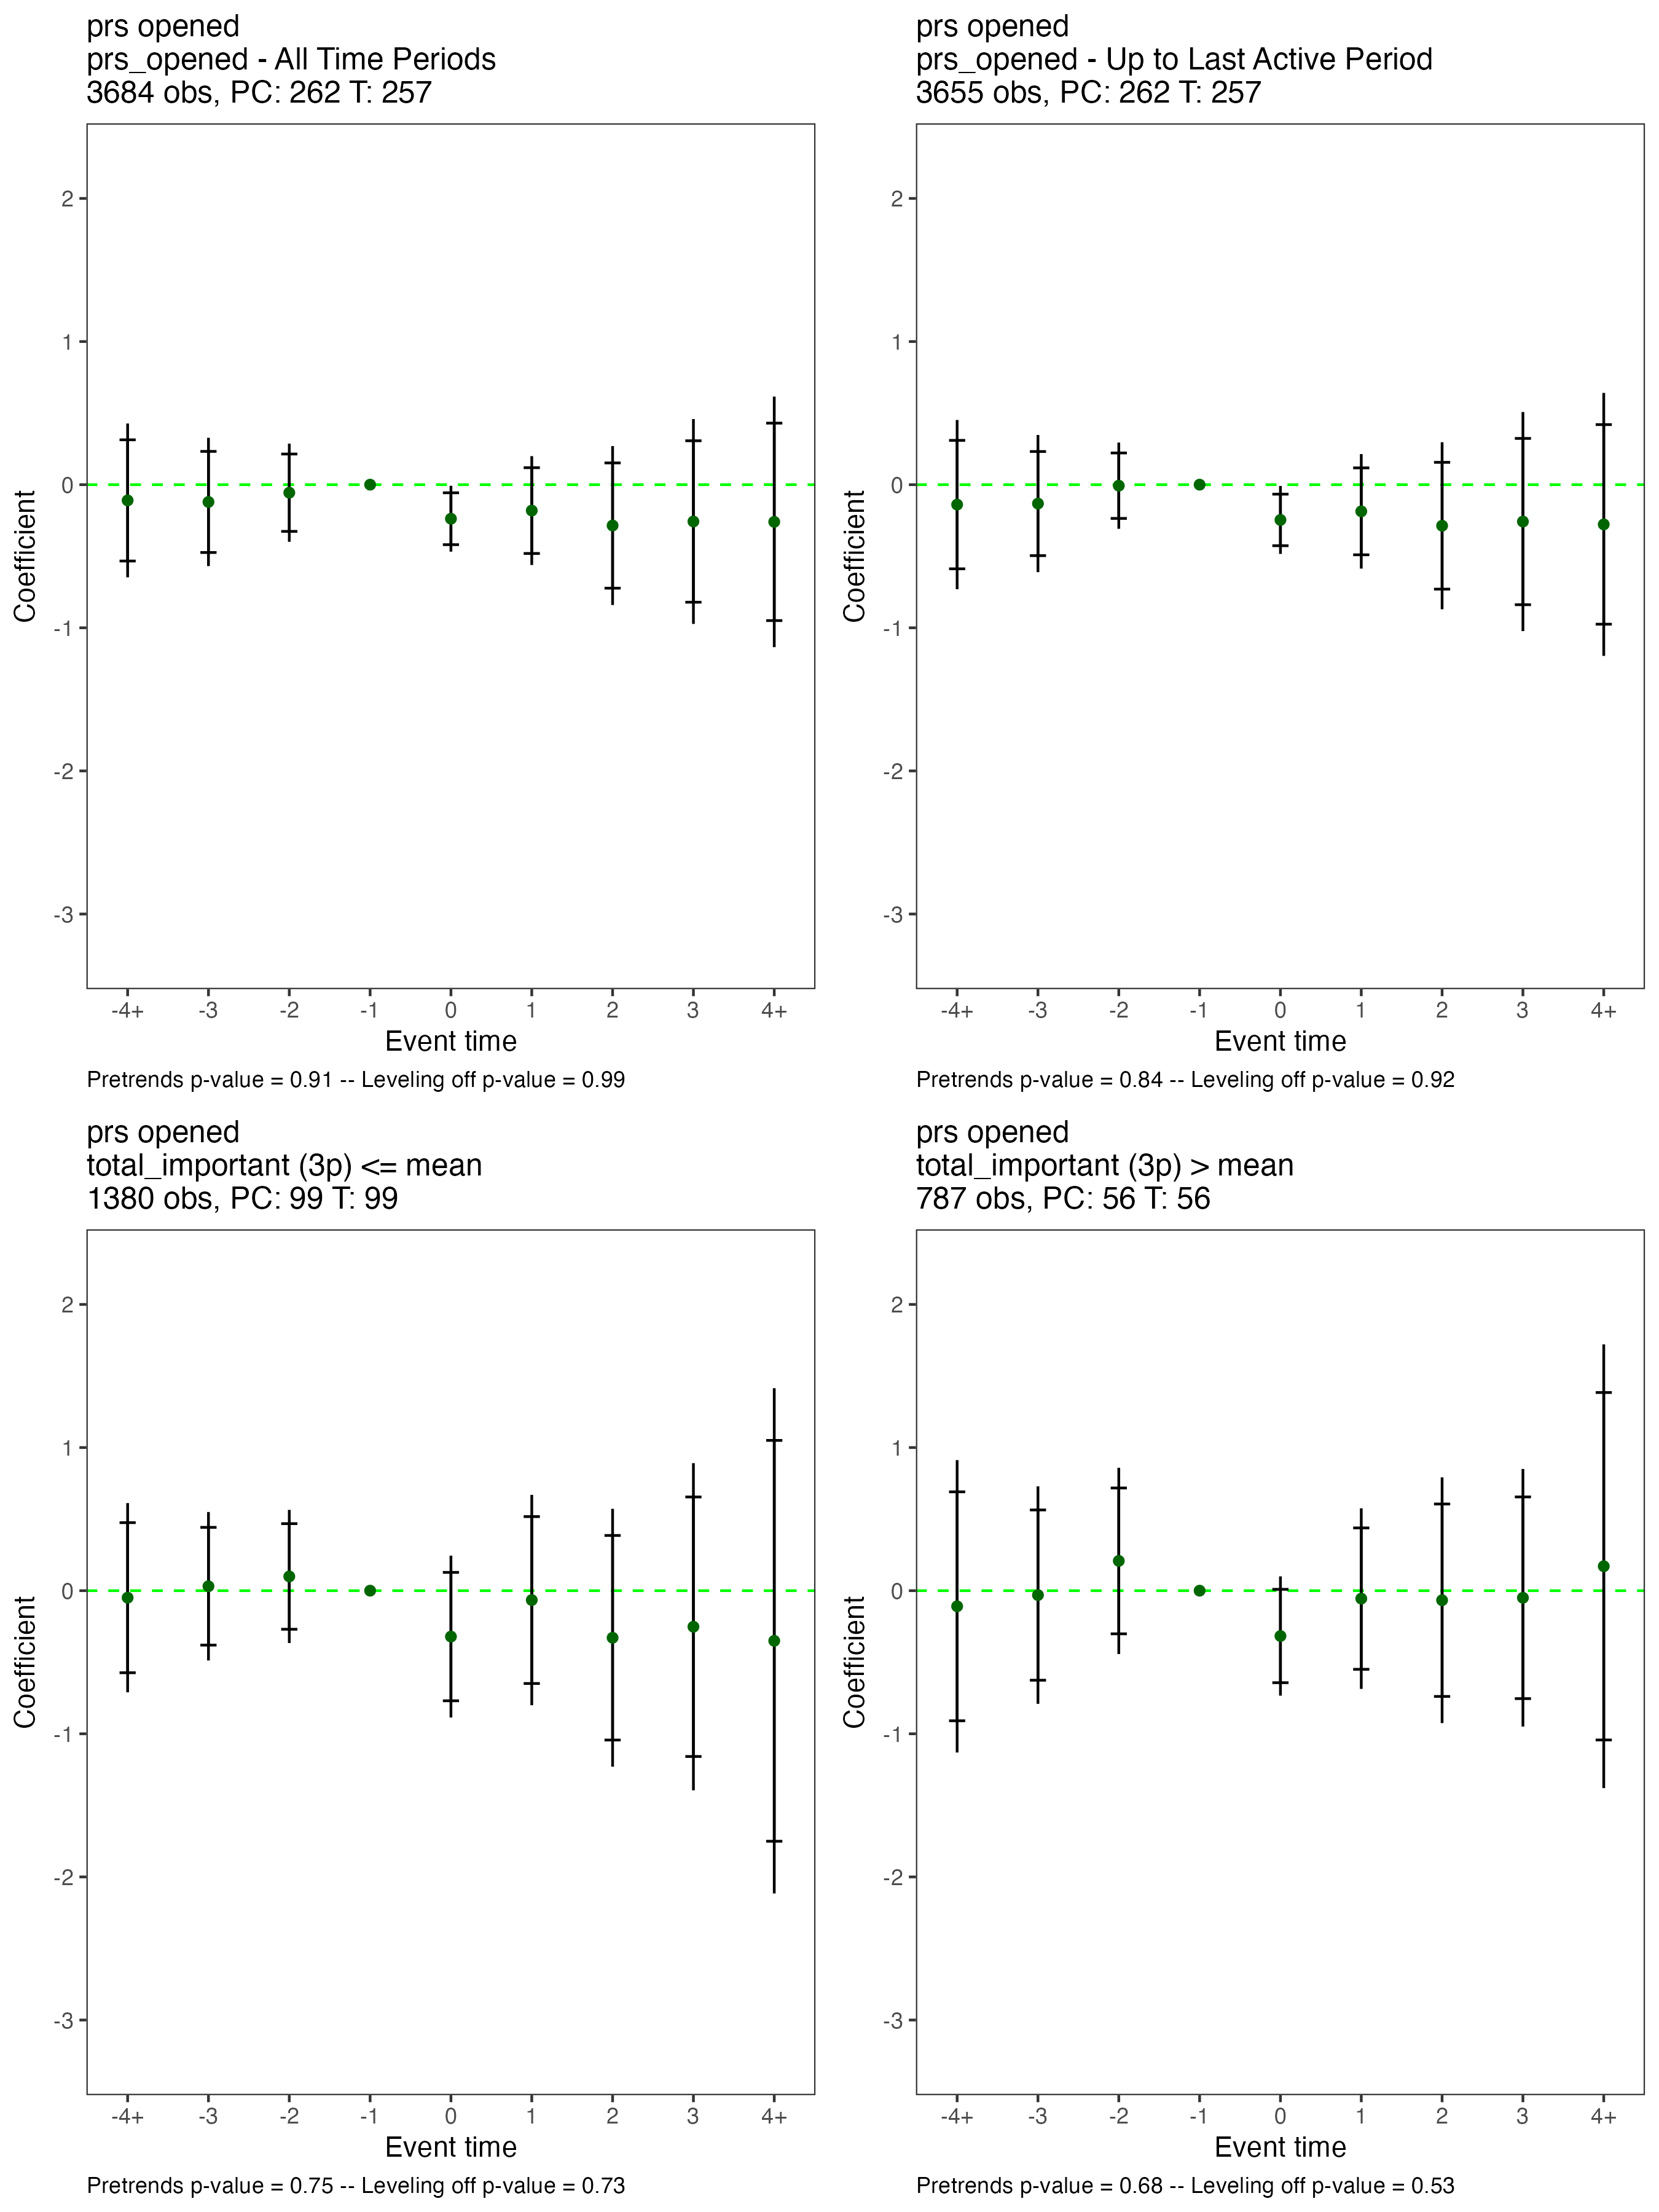 prs opened
prs_opened - All Time Periods
3684 obs, PC: 262 T: 257
Coefficient
2
1
0
-1
-2
-3
-4+ -3 -2 -1 0 1 2 3 4+
Event time
Pretrends p-value = 0.91 -- Leveling off p-value = 0.99
prs opened
prs_opened - Up to Last Active Period
3655 obs, PC: 262 T: 257
Coefficient
2
1
0
-1
-2
-3
-4+ -3 -2 -1 0 1 2 3 4+
Event time
Pretrends p-value = 0.84 -- Leveling off p-value = 0.92
prs opened
total_important (3p) <= mean
1380 obs, PC: 99 T: 99
Coefficient
2
1
0
-1
-2
-3
-4+ -3 -2 -1 0 1 2 3 4+
Event time
Pretrends p-value = 0.75 -- Leveling off p-value = 0.73
prs opened
total_important (3p) > mean
787 obs, PC: 56 T: 56
Coefficient
2
1
0
-1
-2
-3
-4+ -3 -2 -1 0 1 2 3 4+
Event time
Pretrends p-value = 0.68 -- Leveling off p-value = 0.53